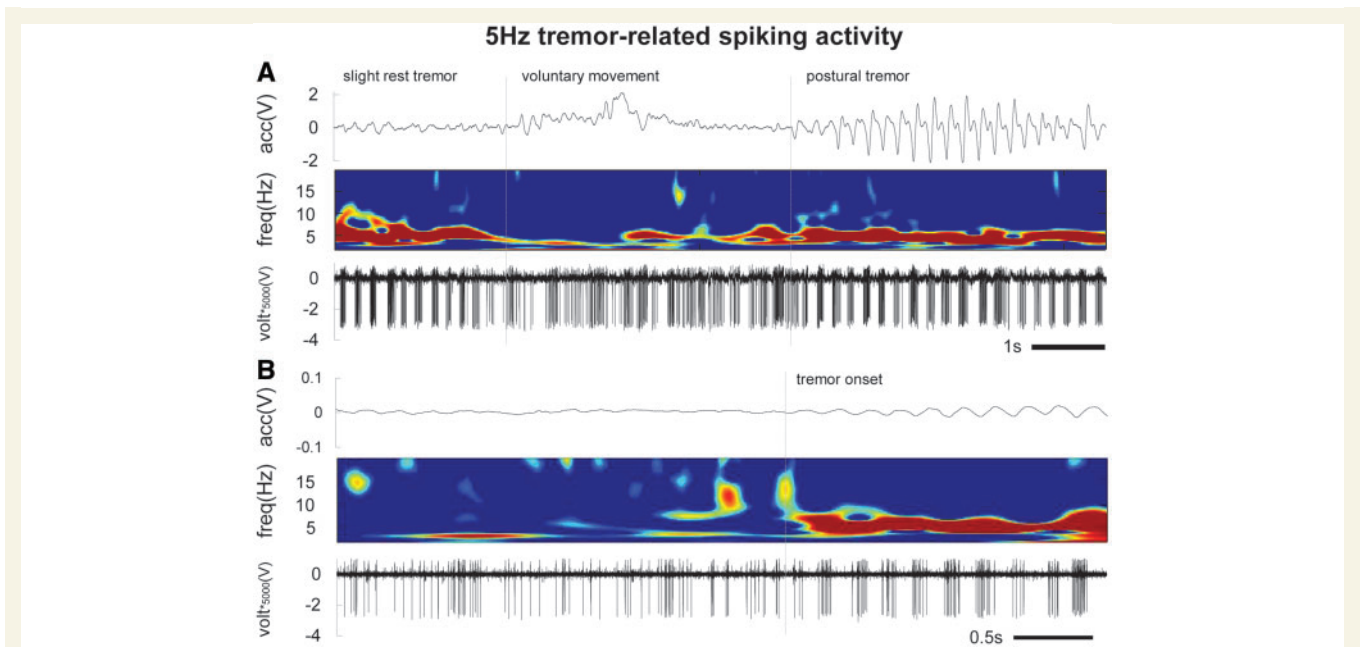 5Hz tremor-related spiking activity
A
slight rest tremor voluntary movement postural tremor
acc(V)
2
0
-2
freq(Hz)
15
10
5
volt*5000(V)
0
-2
-4
1s
B
tremor onset
acc(V)
0.1
0
-0.1
freq(Hz)
15
10
5
volt*5000(V)
0
-2
-4
0.5s